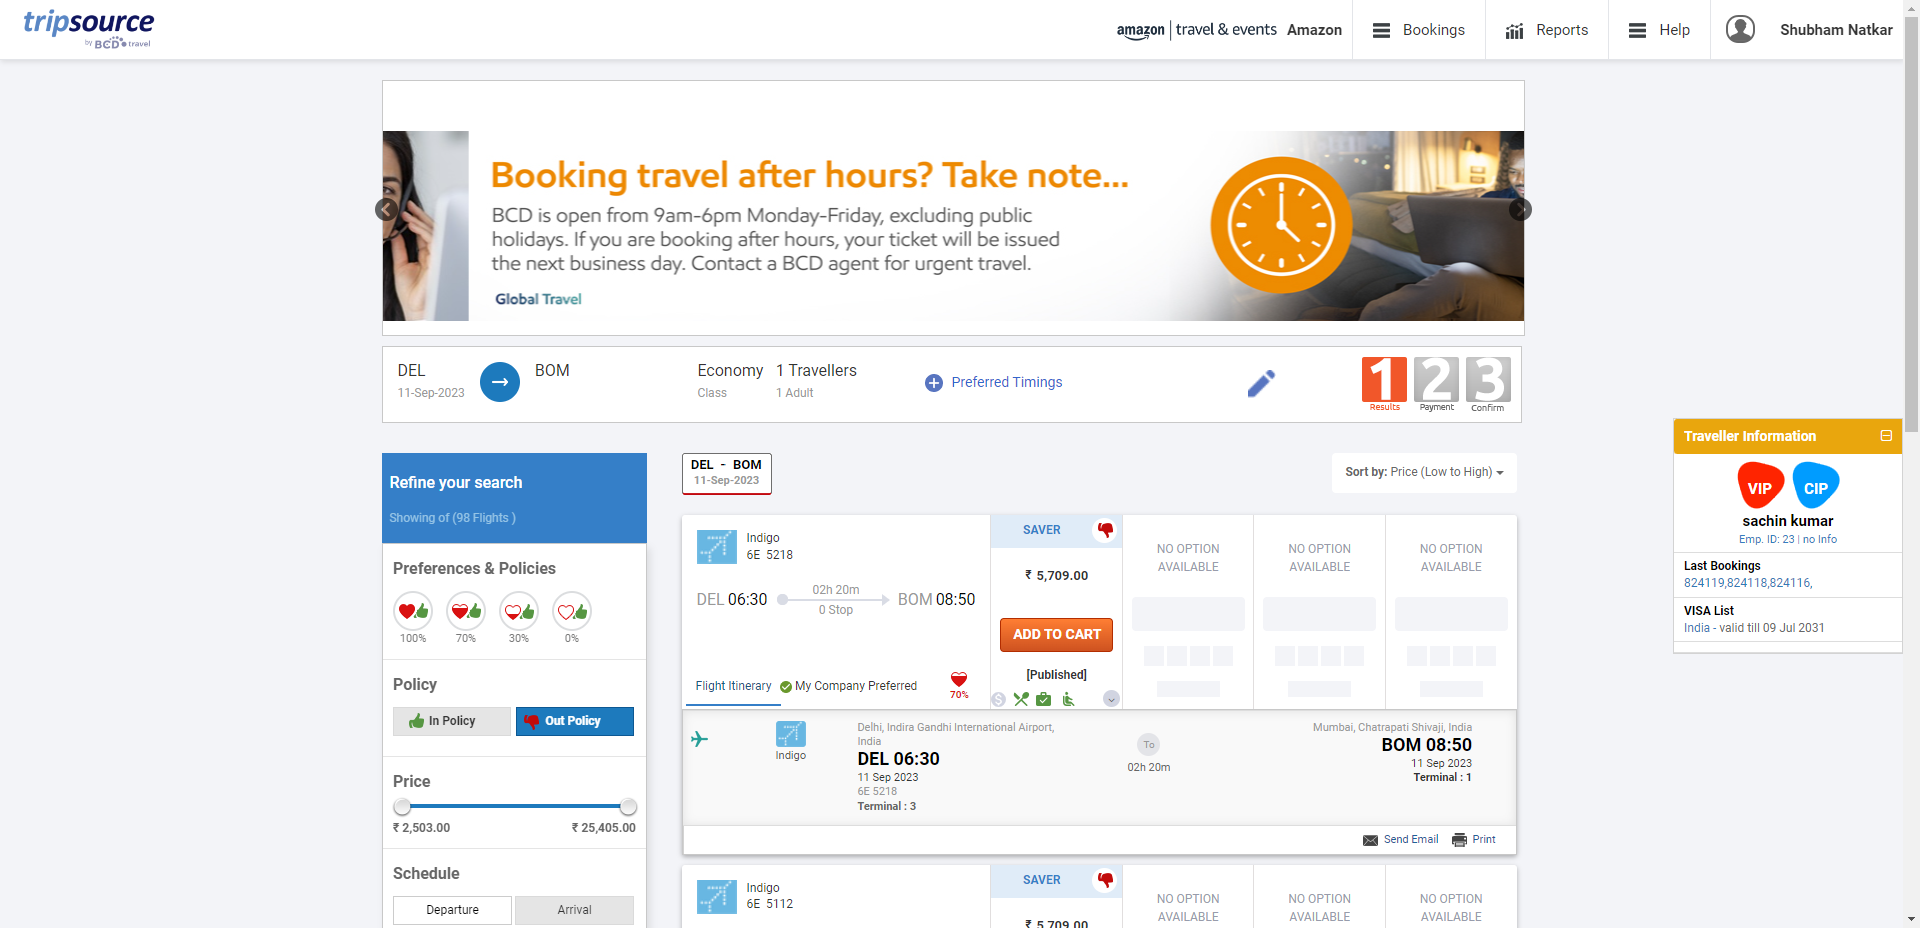 tripsource
by BCD travel
amazon | travel & events Amazon
Bookings
Reports
Help
Shubham Natkar
Booking travel after hours? Take note...
BCD is open from 9am-6pm Monday-Friday, excluding public
holidays. If you are booking after hours, your ticket will be issued
the next business day. Contact a BCD agent for urgent travel.
Global Travel
DEL
11-Sep-2023
BOM
Economy
Class
1 Travellers
1 Adult
Preferred Timings
1 2 3
Results Payment Confirm
Traveller Information
VIP CIP
sachin kumar
Emp. ID: 23 | no Info
Last Bookings
824119,824118,824116,
VISA List
India - valid till 09 Jul 2031
Refine your search
Showing of (98 Flights )
Preferences & Policies
100% 70% 30% 0%
Policy
In Policy Out Policy
Price
₹ 2,503.00 ₹ 25,405.00
Schedule
Departure Arrival
DEL - BOM
11-Sep-2023
Sort by: Price (Low to High)
Indigo
6E 5218
DEL 06:30
02h 20m
0 Stop
BOM 08:50
Flight Itinerary
My Company Preferred
70%
SAVER
₹ 5,709.00
ADD TO CART
[Published]
NO OPTION
AVAILABLE
NO OPTION
AVAILABLE
NO OPTION
AVAILABLE
Indigo
Delhi, Indira Gandhi International Airport,
India
DEL 06:30
11 Sep 2023
6E 5218
Terminal : 3
To
02h 20m
Mumbai, Chatrapati Shivaji, India
BOM 08:50
11 Sep 2023
Terminal : 1
Send Email
Print
Indigo
6E 5112
SAVER
₹ 5,709.00
NO OPTION
AVAILABLE
NO OPTION
AVAILABLE
NO OPTION
AVAILABLE